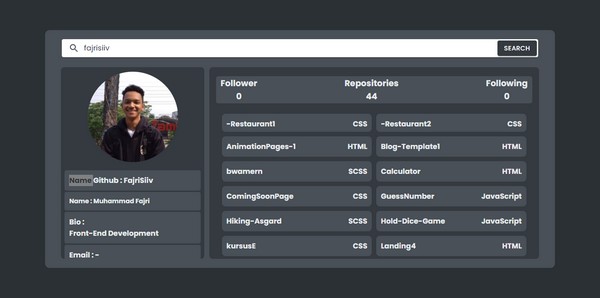 fajrisiiv
SEARCH
Name Github : FajriSiiv
Name : Muhammad Fajri
Bio :
Front-End Development
Email : -
Follower Repositories Following
0 44 0
-Restaurant1 CSS -Restaurant2 CSS
AnimationPages-1 HTML Blog-Template1 HTML
bwamern SCSS Calculator HTML
ComingSoonPage CSS GuessNumber JavaScript
Hiking-Asgard SCSS Hold-Dice-Game JavaScript
kursusE CSS Landing4 HTML